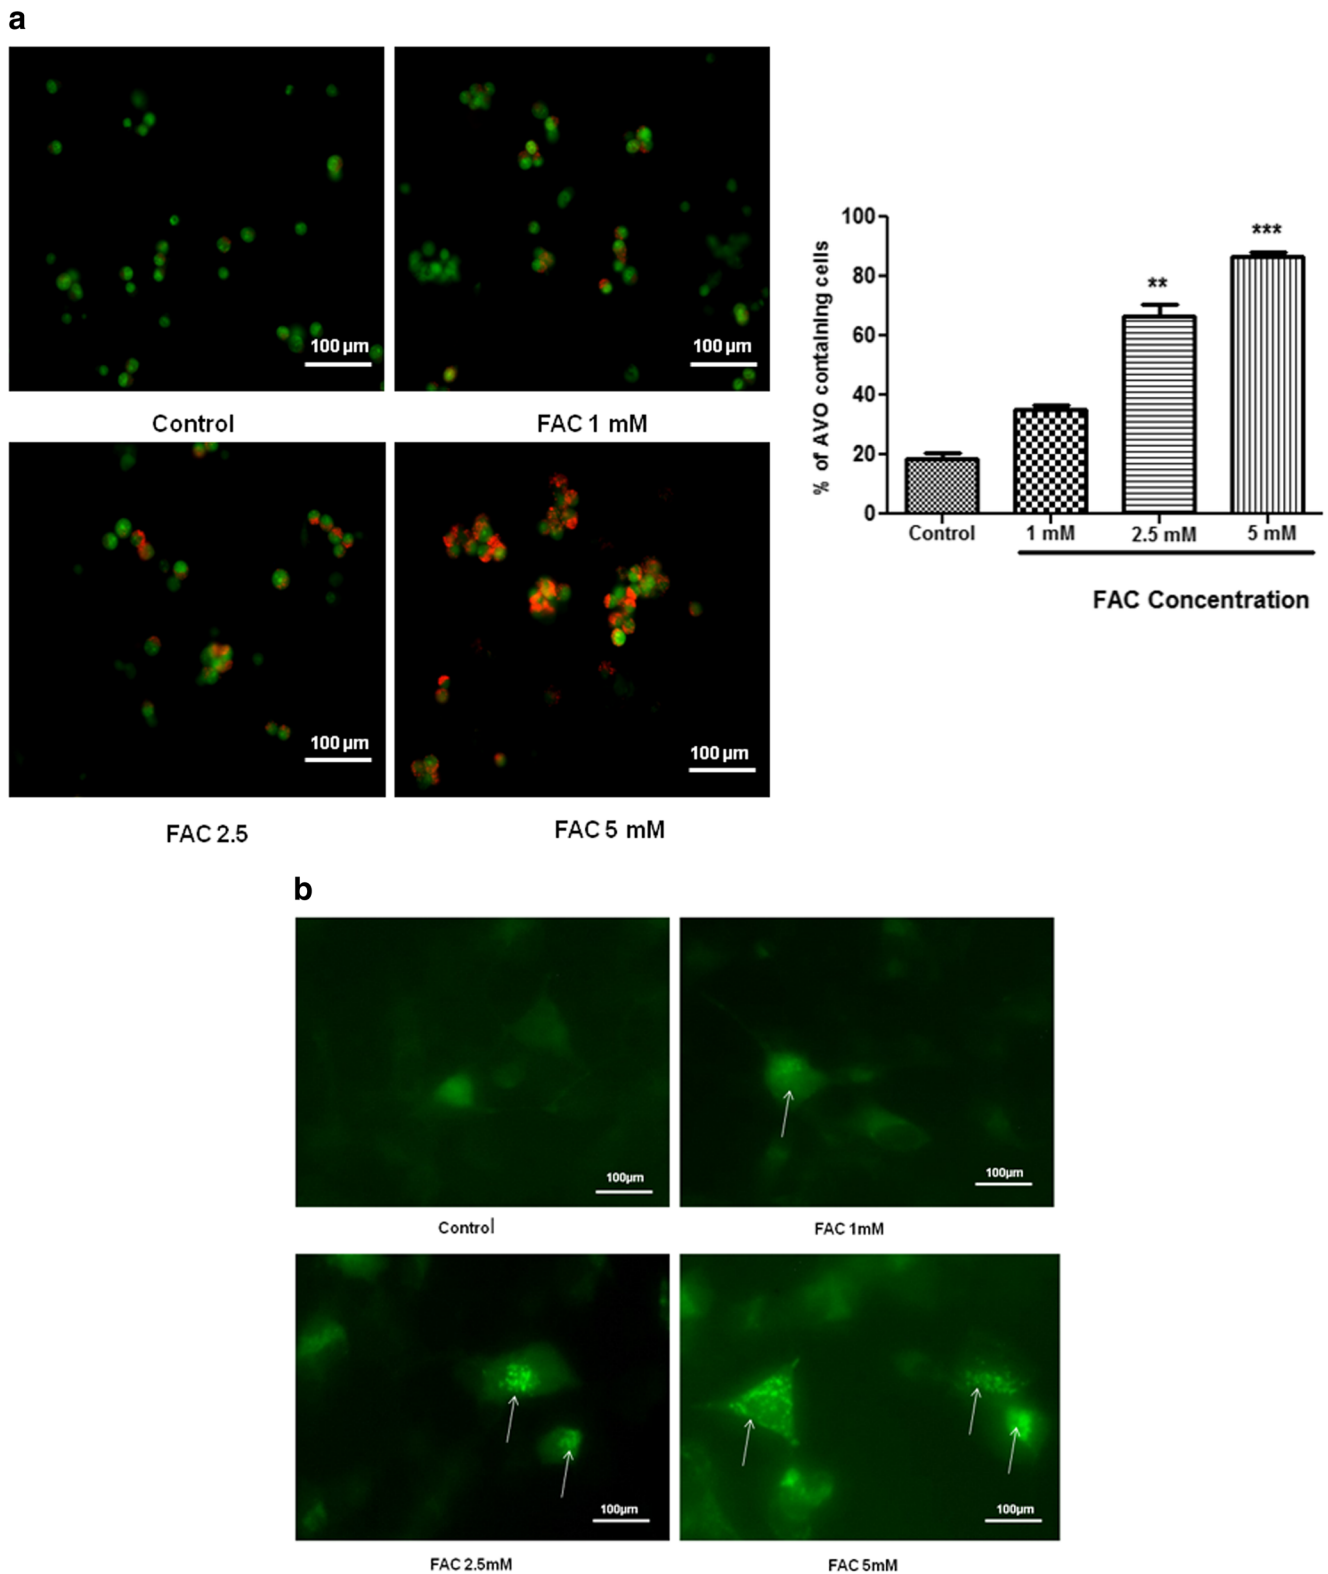 a
100 µm
100 µm
Control
FAC 1 mM
100 µm
100 µm
FAC 2.5
FAC 5 mM
% of AVO containing cells
100
80
60
40
20
0
**
***
Control
1 mM
2.5 mM
5 mM
FAC Concentration
b
100µm
100µm
Control
FAC 1mM
100µm
100µm
FAC 2.5mM
FAC 5mM